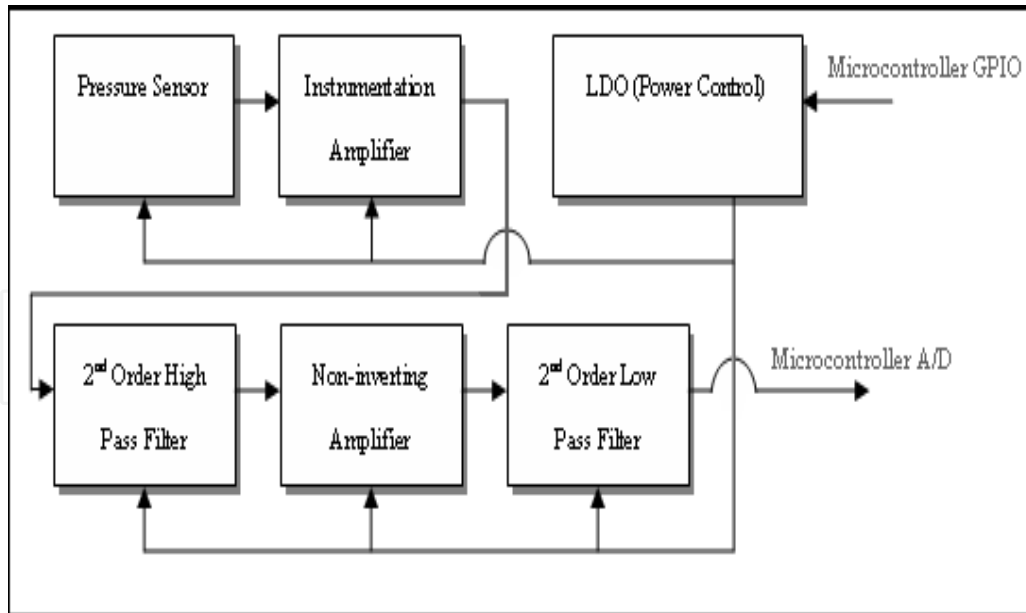 Pressure Sensor
Instrumentation
Amplifier
LDO (Power Control)
Microcontroller GPIO
2nd Order High
Pass Filter
Non-inverting
Amplifier
2nd Order Low
Pass Filter
Microcontroller A/D